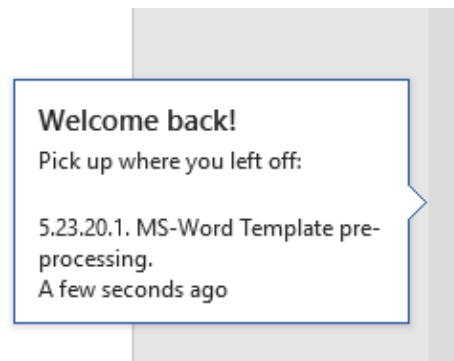 Welcome back!
Pick up where you left off:
5.23.20.1. MS-Word Template pre-
processing.
A few seconds ago